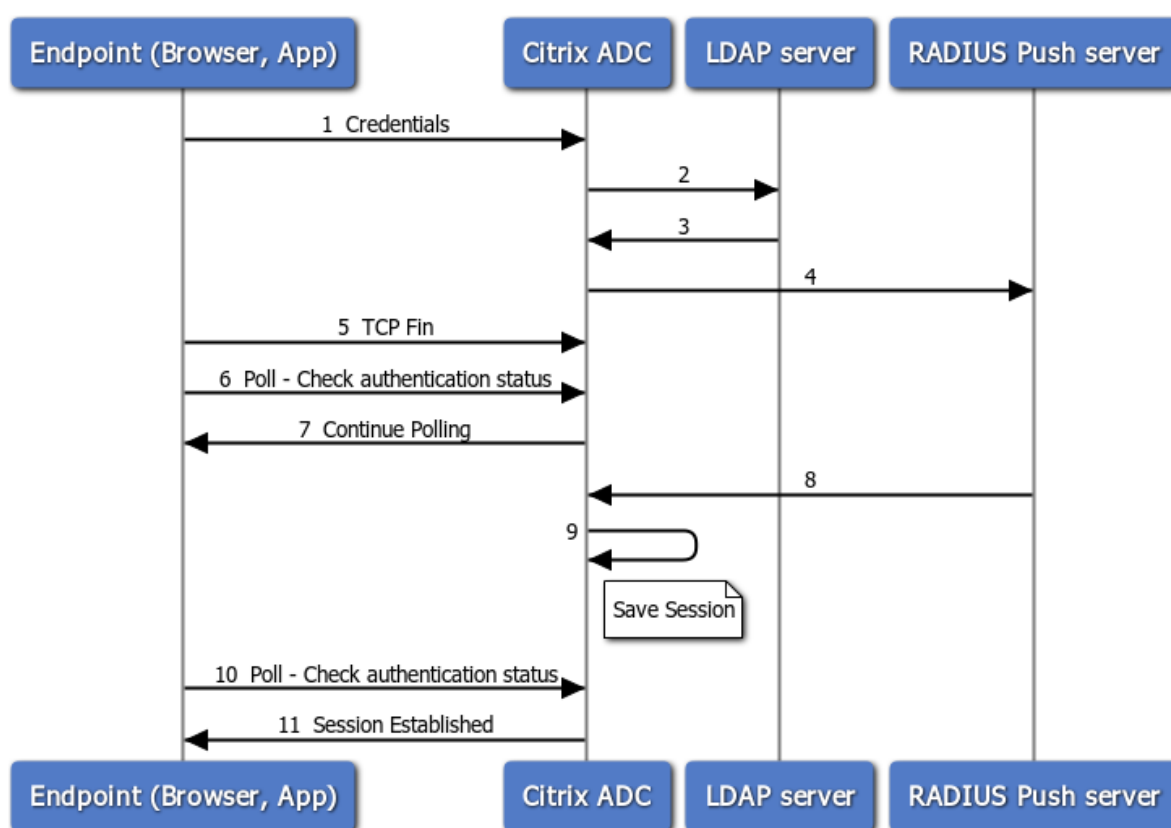 Endpoint (Browser, App)
Citrix ADC
LDAP server
RADIUS Push server
1 Credentials
2
3
4
5 TCP Fin
6 Poll - Check authentication status
7 Continue Polling
8
9
Save Session
10 Poll - Check authentication status
11 Session Established
Endpoint (Browser, App)
Citrix ADC
LDAP server
RADIUS Push server